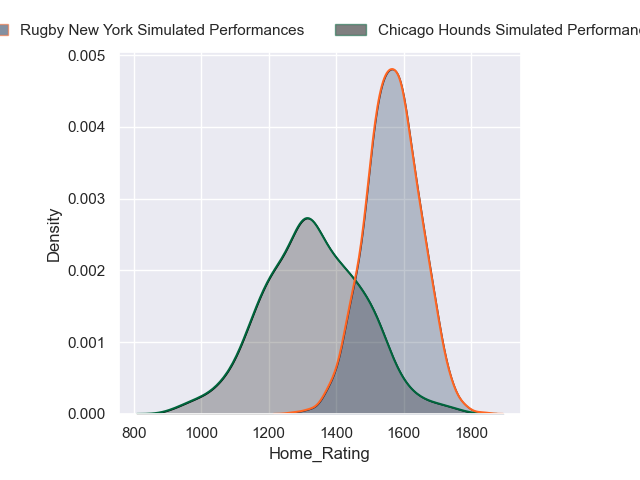 Rugby New York Simulated Performances
Chicago Hounds Simulated
0.005
0.004
0.003
0.002
0.001
0.000
Density
800 1000 1200 1400 1600 1800
Home_Rating